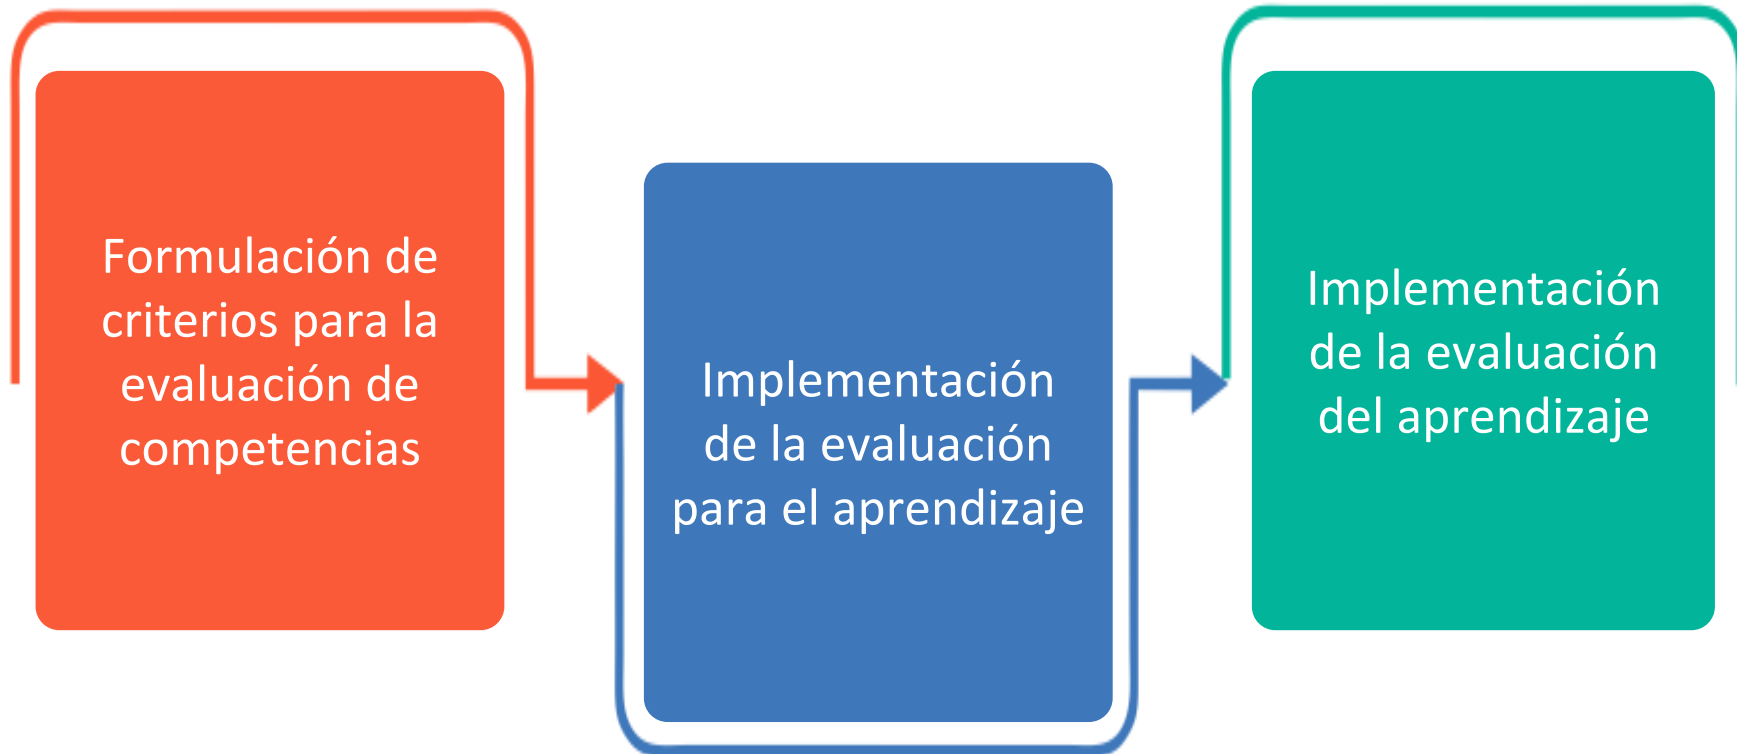 Formulación de
criterios para la
evaluación de
competencias
Implementación
de la evaluación
para el aprendizaje
Implementación
de la evaluación
del aprendizaje